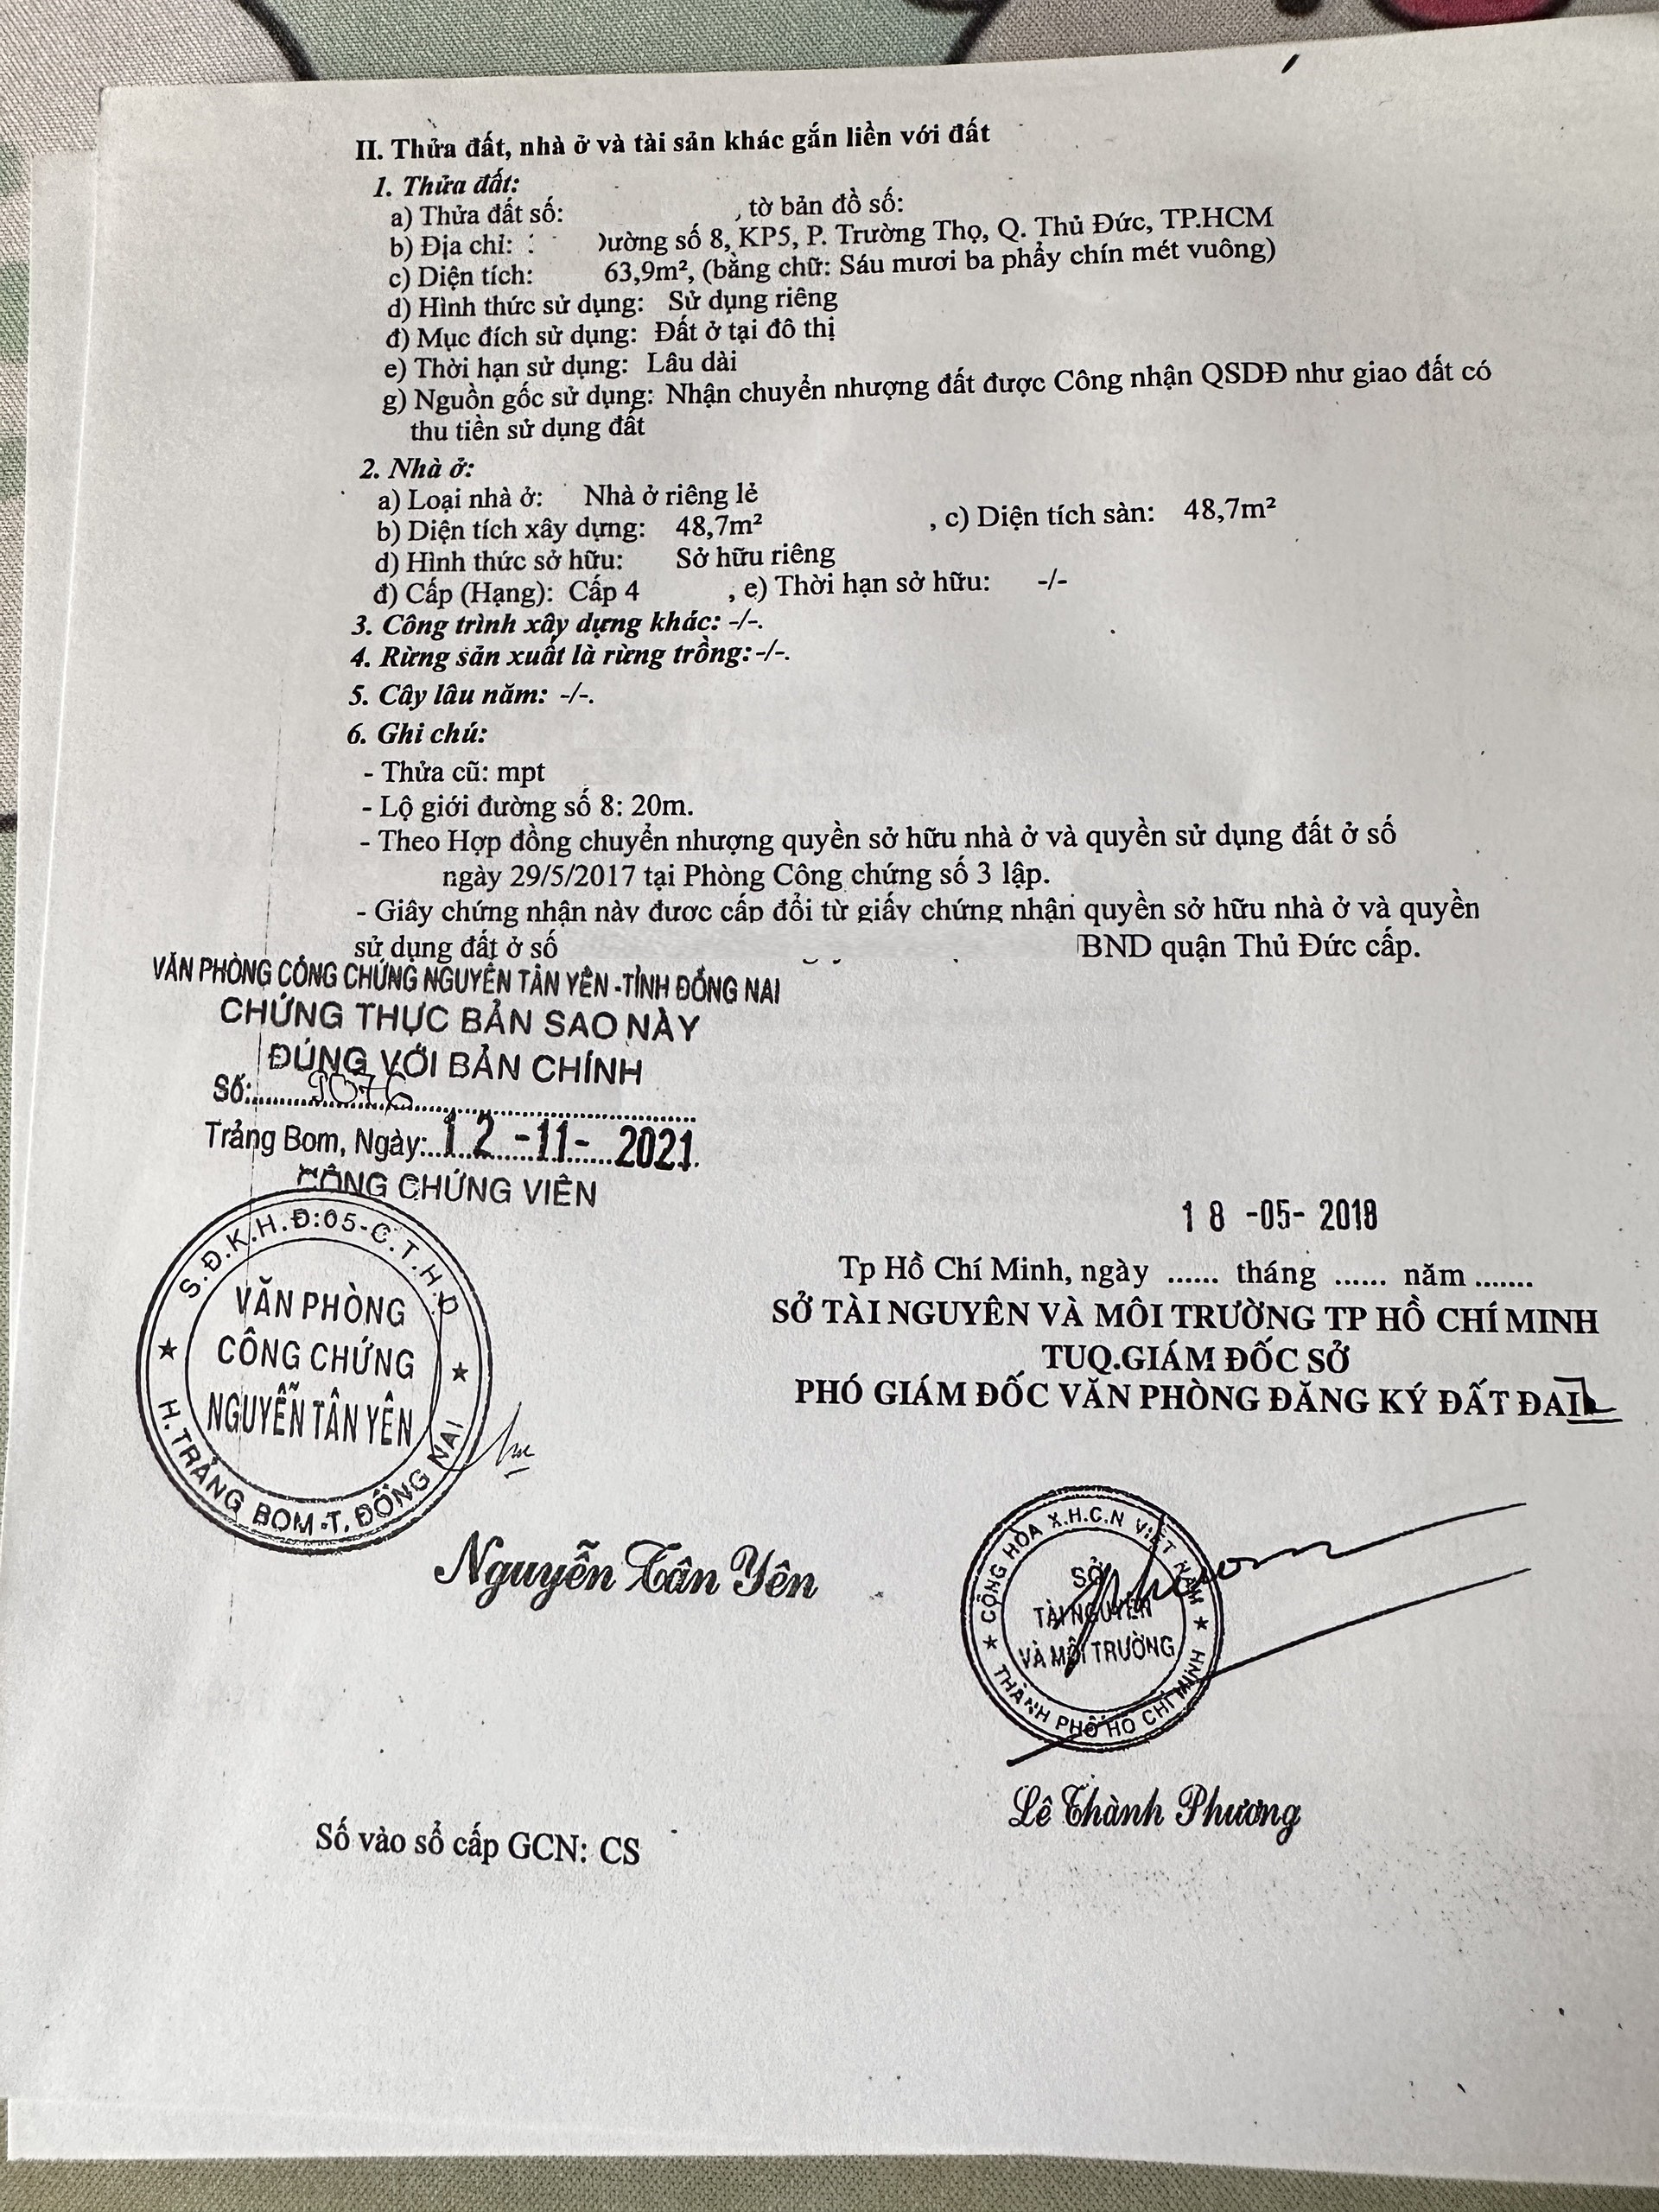 II. Thửa đất, nhà ở và tài sản khác gắn liền với đất
1. Thửa đất:
a) Thửa đất số: , tờ bản đồ số:
b) Địa chỉ: ường số 8, KP5, P. Trường Thọ, Q. Thủ Đức, TP.HCM
c) Diện tích: 63,9m², (bằng chữ: Sáu mươi ba phẩy chín mét vuông)
d) Hình thức sử dụng: Sử dụng riêng
đ) Mục đích sử dụng: Đất ở tại đô thị
e) Thời hạn sử dụng: Lâu dài
g) Nguồn gốc sử dụng: Nhận chuyển nhượng đất được Công nhận QSDĐ như giao đất có
thu tiền sử dụng đất
2. Nhà ở:
a) Loại nhà ở: Nhà ở riêng lẻ
b) Diện tích xây dựng: 48,7m² , c) Diện tích sàn: 48,7m²
d) Hình thức sở hữu: Sở hữu riêng
đ) Cấp (Hạng): Cấp 4 , e) Thời hạn sở hữu: -/-
3. Công trình xây dựng khác: -/-.
4. Rừng sản xuất là rừng trồng: -/-.
5. Cây lâu năm: -/-.
6. Ghi chú:
- Thửa cũ: mpt
- Lộ giới đường số 8: 20m.
- Theo Hợp đồng chuyển nhượng quyền sở hữu nhà ở và quyền sử dụng đất ở số
ngày 29/5/2017 tại Phòng Công chứng số 3 lập.
- Giấy chứng nhận này được cấp đổi từ giấy chứng nhận quyền sở hữu nhà ở và quyền
sử dụng đất ở số BND quận Thủ Đức cấp.
VĂN PHÒNG CÔNG CHỨNG NGUYỄN TÂN YÊN -TỈNH ĐỒNG NAI
CHỨNG THỰC BẢN SAO NÀY
ĐÚNG VỚI BẢN CHÍNH
Số:
Trảng Bom, Ngày: 12 -11- 2021
CÔNG CHỨNG VIÊN
S.Đ.K.H.Đ:05-C.T.H.D
VĂN PHÒNG
CÔNG CHỨNG
NGUYỄN TÂN YÊN
H.TRẢNG BOM-T.ĐỒNG NAI
Nguyễn Tân Yên
18 -05- 2018
Tp Hồ Chí Minh, ngày ...... tháng ...... năm .......
SỞ TÀI NGUYÊN VÀ MÔI TRƯỜNG TP HỒ CHÍ MINH
TUQ.GIÁM ĐỐC SỞ
PHÓ GIÁM ĐỐC VĂN PHÒNG ĐĂNG KÝ ĐẤT ĐAI
CỘNG HÒA X.H.C.N VIỆT NAM
SỞ
TÀI NGUYÊN
VÀ MÔI TRƯỜNG
THÀNH PHỐ HỒ CHÍ MINH
Lê Thành Phương
Số vào sổ cấp GCN: CS